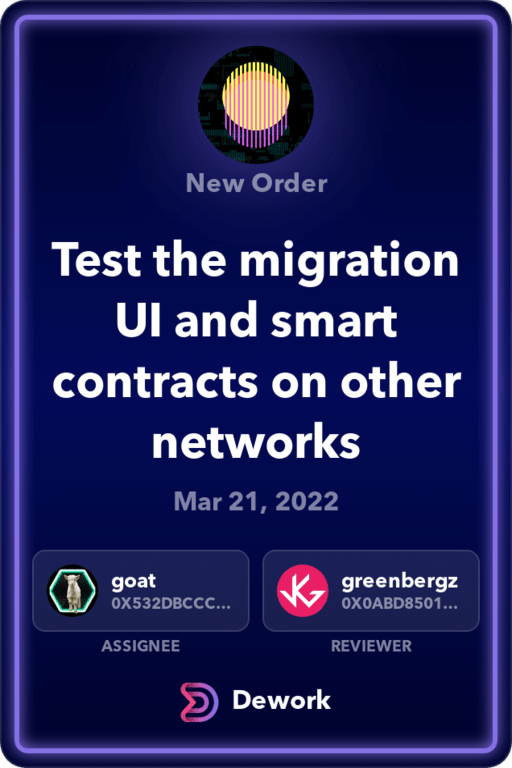 New Order
Test the migration
UI and smart
contracts on other
networks
Mar 21, 2022
goat
0X532DBCCC...
ASSIGNEE
greenbergz
0X0ABD8501...
REVIEWER
Dework